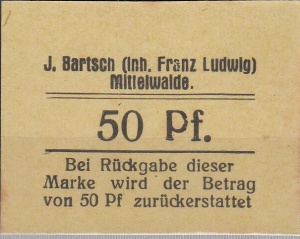 J. Bartsch (Inh. Franz Ludwig)
Mittelwalde.
50 Pf.
Bei Rückgabe dieser
Marke wird der Betrag
von 50 Pf zurückerstattet